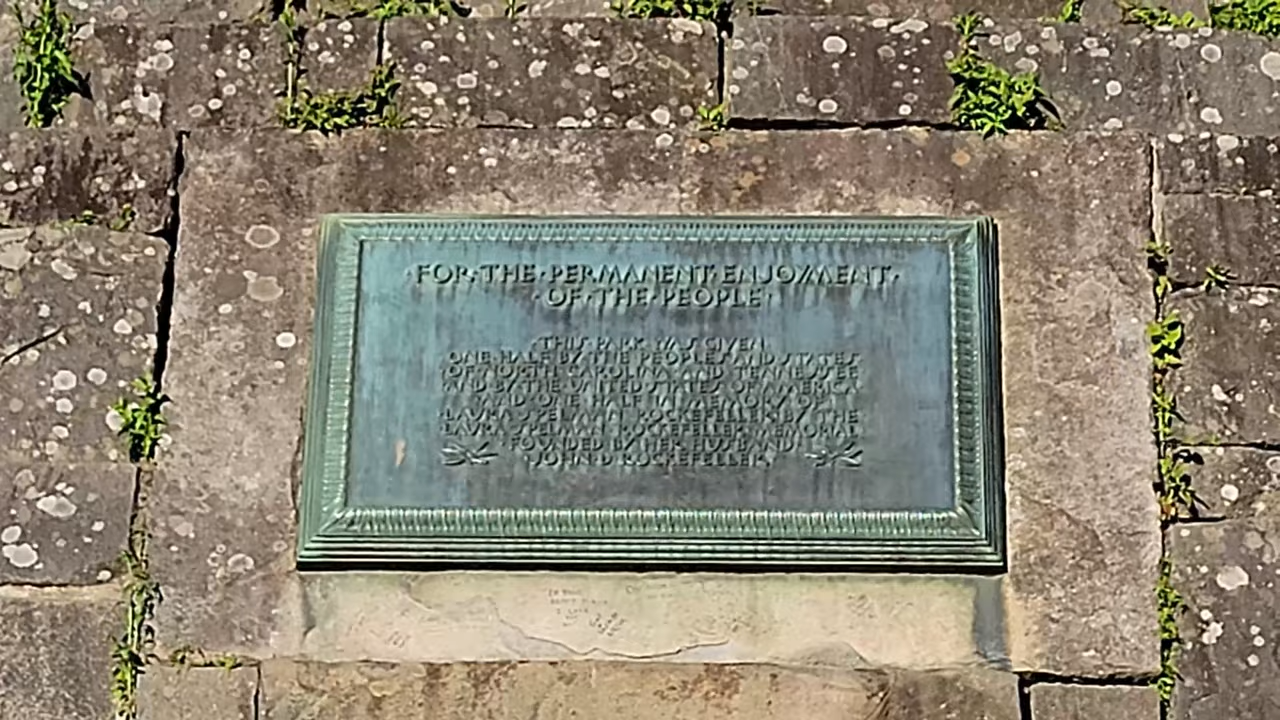 ·FOR·THE·PERMANENT·ENJOYMENT·
·OF·THE·PEOPLE·
THIS PARK WAS GIVEN
ONE HALF BY THE PEOPLES AND STATES
OF NORTH CAROLINA AND TENNESSEE
AND BY THE UNITED STATES OF AMERICA
AND ONE HALF IN MEMORY OF
LAURA SPELMAN ROCKEFELLER BY THE
LAURA SPELMAN ROCKEFELLER MEMORIAL
FOUNDED BY HER HUSBAND
JOHN D ROCKEFELLER